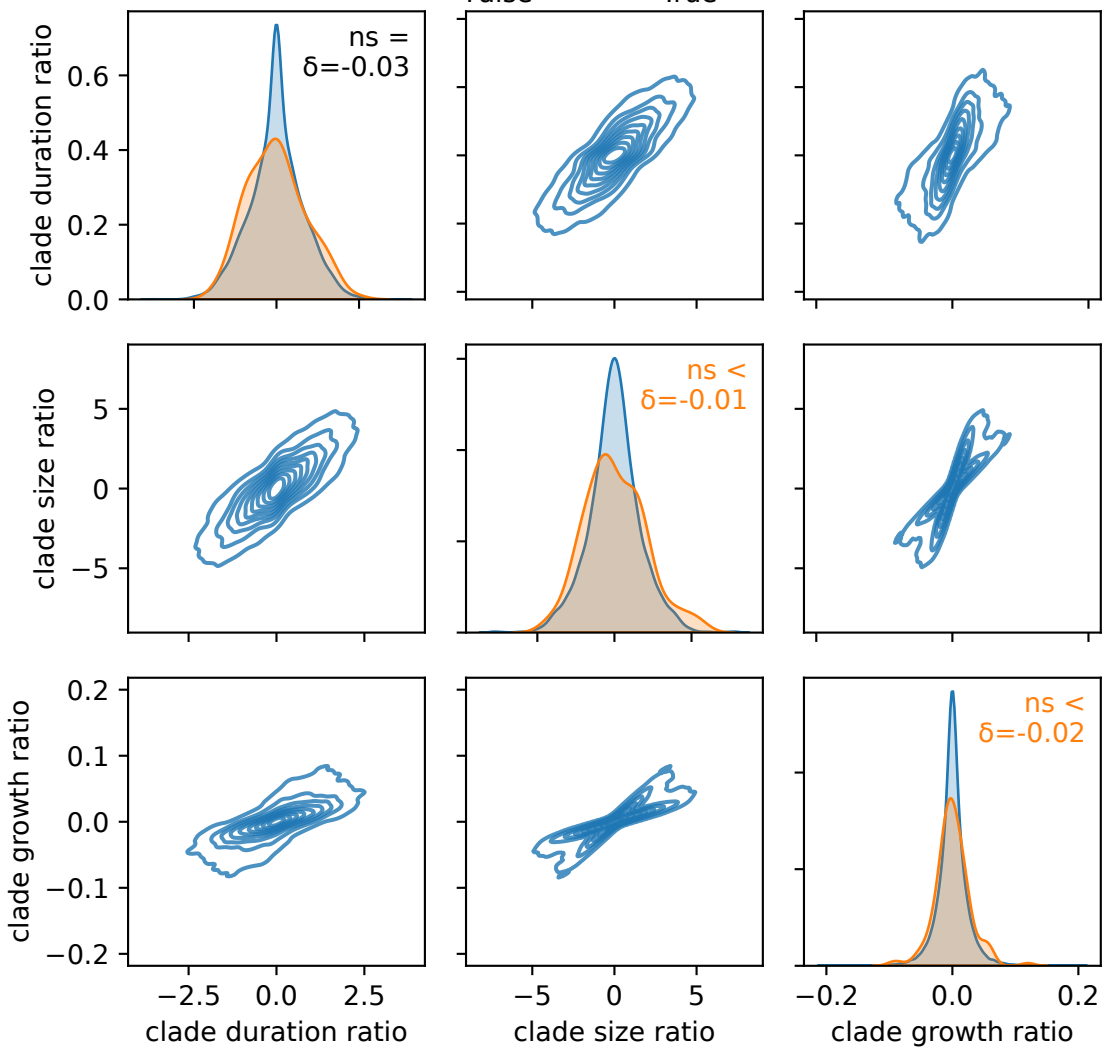 clade duration ratio
0.6
0.4
0.2
0.0
ns =
δ=-0.03
clade size ratio
5
0
−5
ns <
δ=-0.01
clade growth ratio
0.2
0.1
0.0
−0.1
−0.2
ns <
δ=-0.02
−2.5 0.0 2.5
−5 0 5
−0.2 0.0 0.2
clade duration ratio
clade size ratio
clade growth ratio